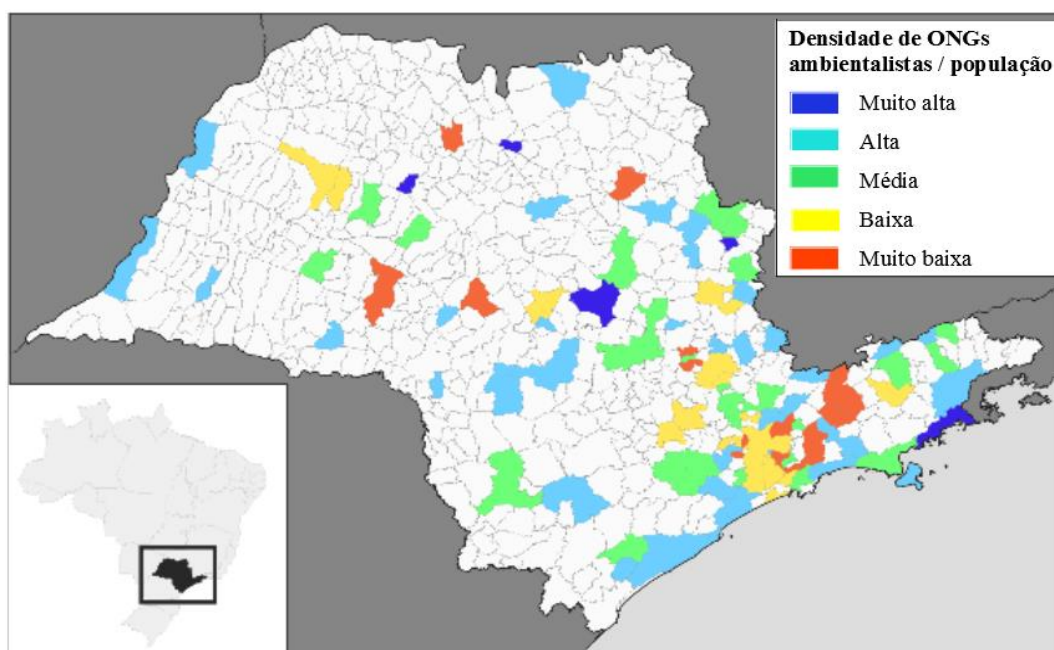 Densidade de ONGs
ambientalistas / população
Muito alta
Alta
Média
Baixa
Muito baixa